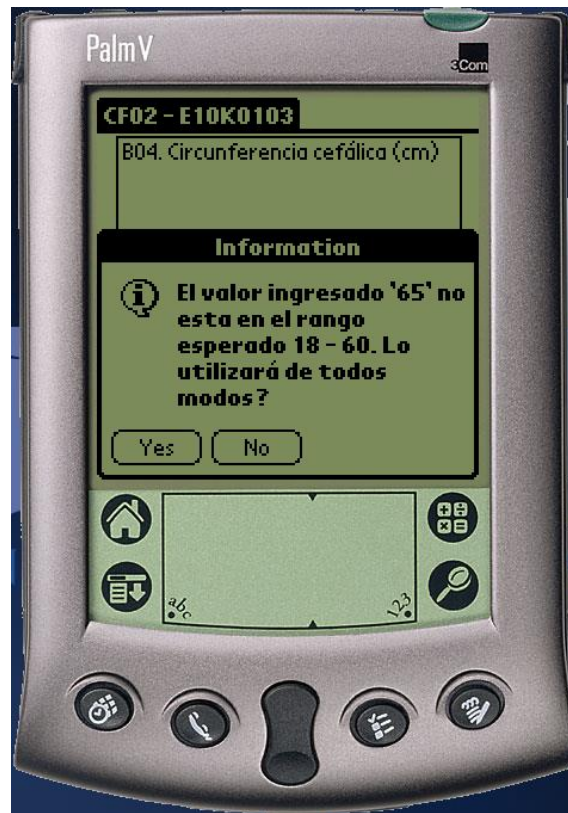 PalmV
3Com
CF02 - E10K0103
B04. Circunferencia cefálica (cm)
Information
El valor ingresado '65' no
esta en el rango
esperado 18 - 60. Lo
utilizará de todos
modos?
Yes No
abc 123